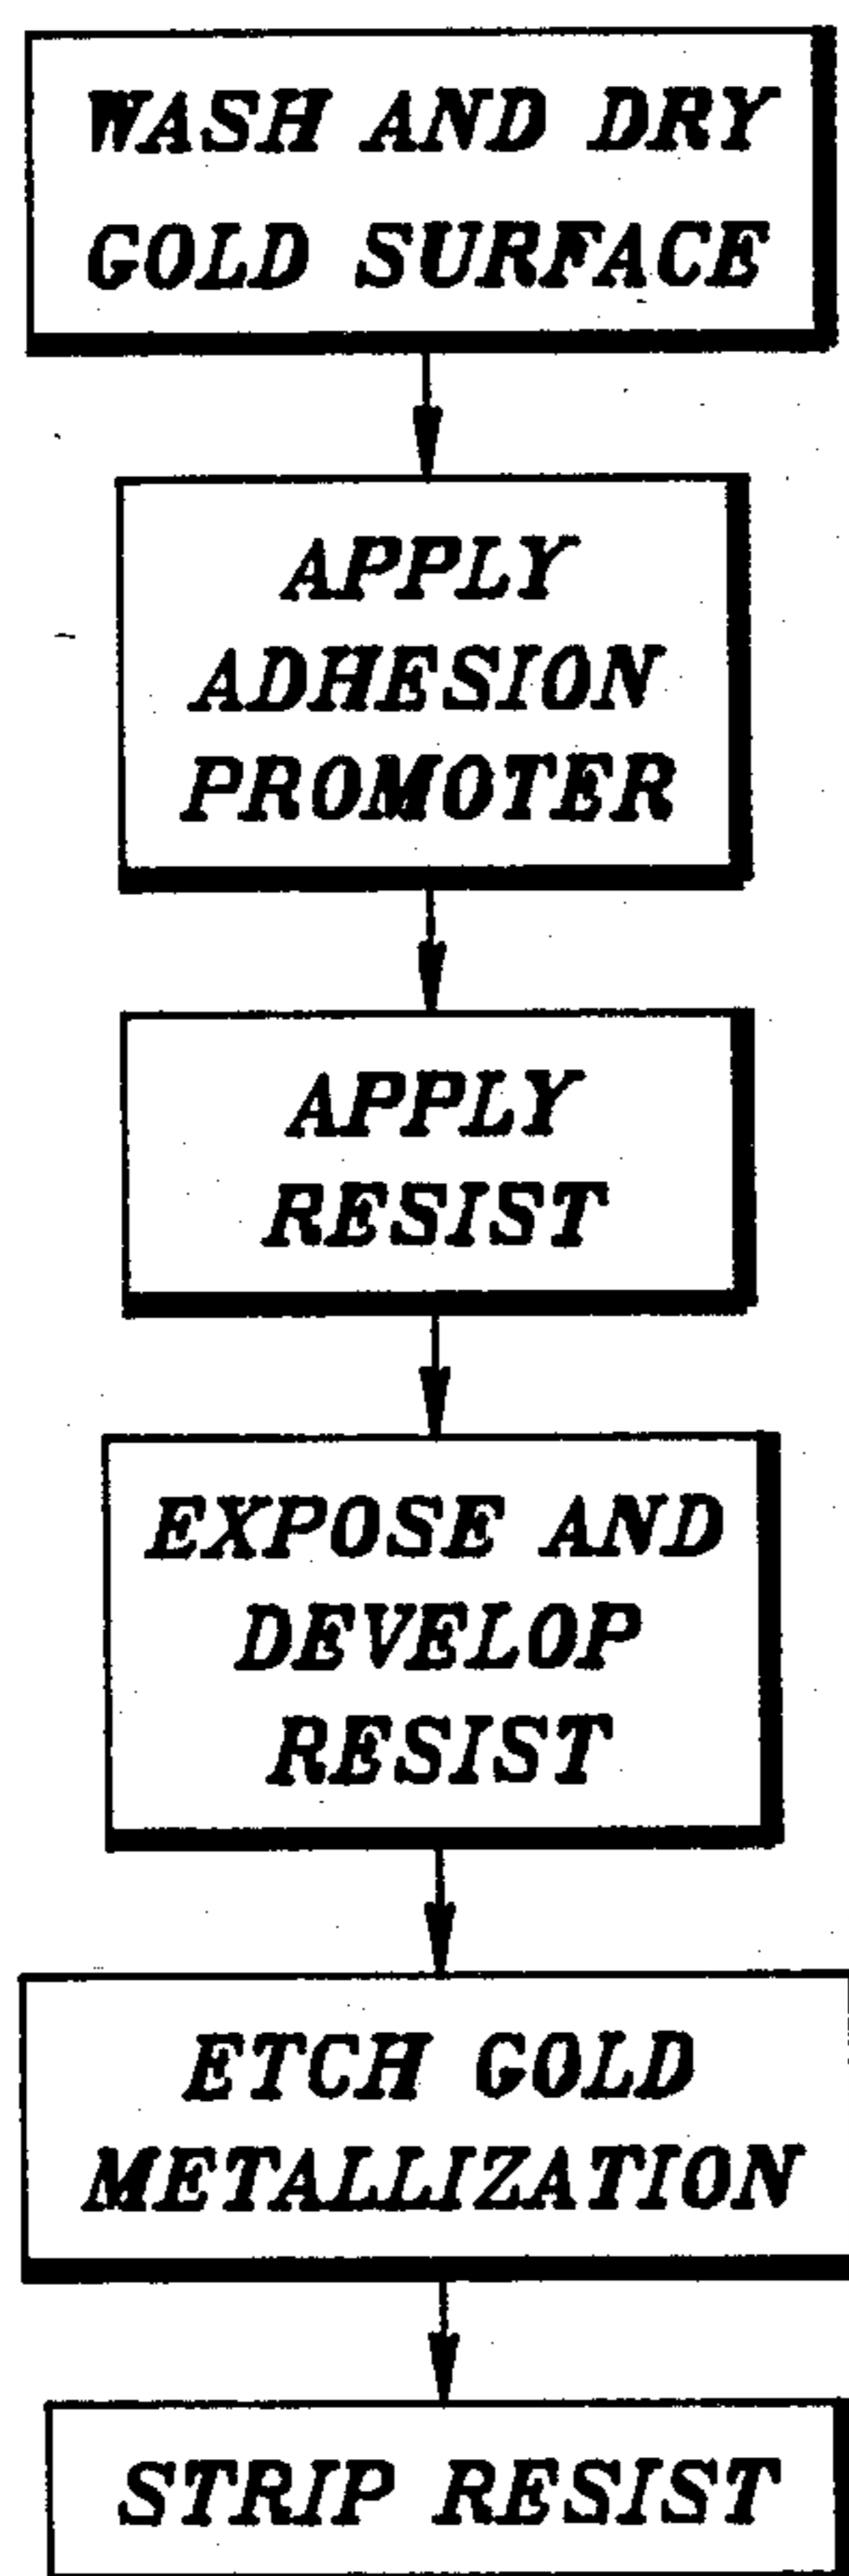 WASH AND DRY
GOLD SURFACE
APPLY
ADHESION
PROMOTER
APPLY
RESIST
EXPOSE AND
DEVELOP
RESIST
ETCH GOLD
METALLIZATION
STRIP RESIST